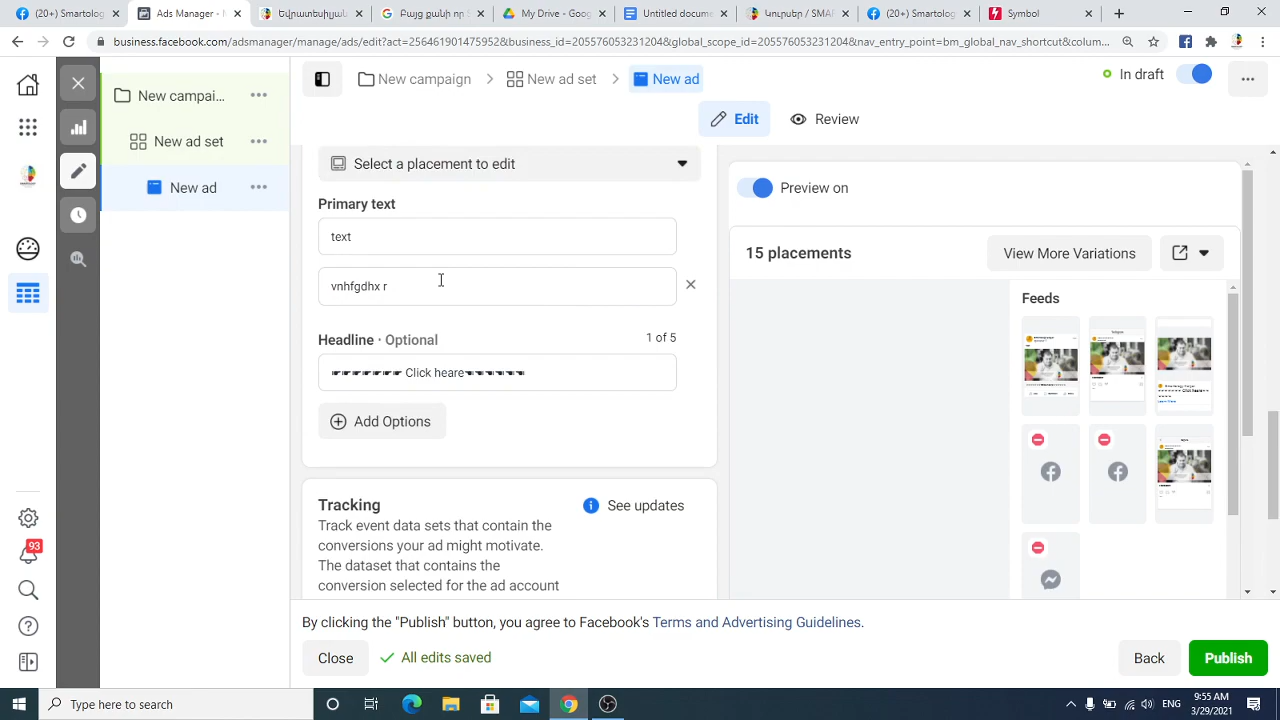 (20+) Smartolog
Ads Manager
Google
My Drive - Goog
Untitled docume
(20+) Smartolog
Symbol
business.facebook.com/adsmanager/manage/ads/edit?act=256461901475952&business_id=205576053231204&global_scope_id=205576053231204&nav_entry_point=bm_global_nav_shortcut&colum...
New campai...
New ad set
New ad
New campaign
New ad set
New ad
In draft
Edit
Review
Select a placement to edit
Primary text
text
vnhfgdhx r
Headline · Optional
1 of 5
Click heare
Add Options
Tracking
See updates
Track event data sets that contain the
conversions your ad might motivate.
The dataset that contains the
conversion selected for the ad account
Preview on
15 placements
View More Variations
Feeds
93
By clicking the "Publish" button, you agree to Facebook's Terms and Advertising Guidelines.
Close
All edits saved
Back
Publish
Type here to search
ENG
9:55 AM
3/29/2021